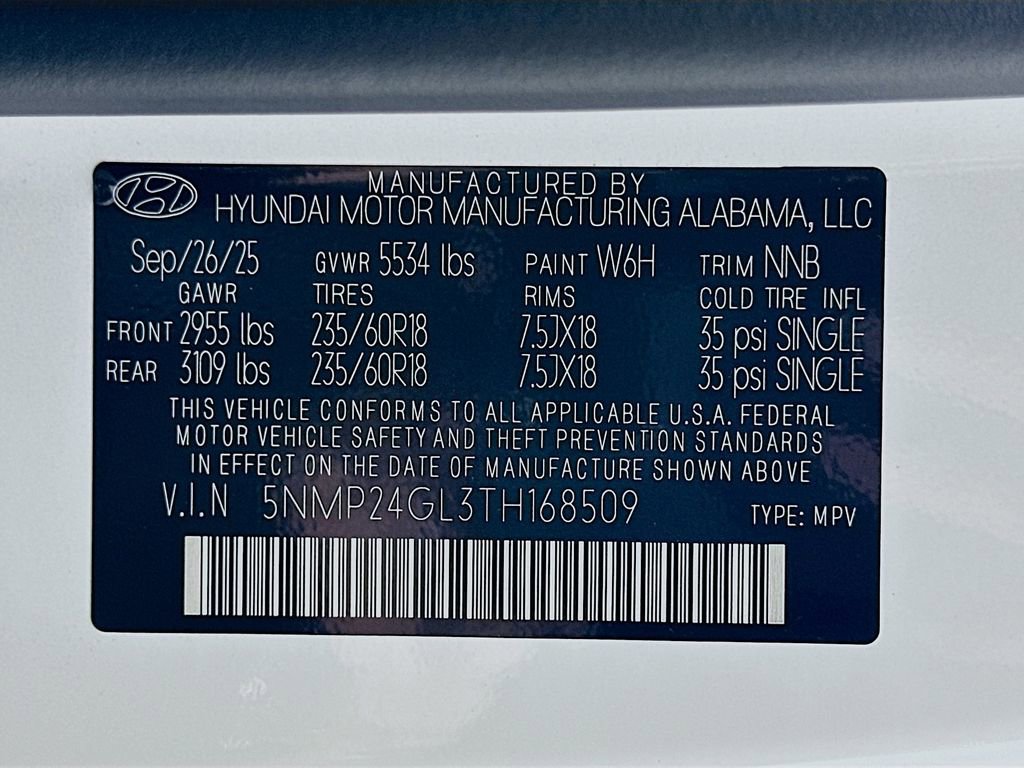 MANUFACTURED BY
HYUNDAI MOTOR MANUFACTURING ALABAMA, LLC
Sep/26/25 GVWR 5534 lbs PAINT W6H TRIM NNB
GAWR TIRES RIMS COLD TIRE INFL
FRONT 2955 lbs 235/60R18 7.5JX18 35 psi SINGLE
REAR 3109 lbs 235/60R18 7.5JX18 35 psi SINGLE
THIS VEHICLE CONFORMS TO ALL APPLICABLE U.S.A. FEDERAL
MOTOR VEHICLE SAFETY AND THEFT PREVENTION STANDARDS
IN EFFECT ON THE DATE OF MANUFACTURE SHOWN ABOVE
V.I.N 5NMP24GL3TH168509 TYPE: MPV